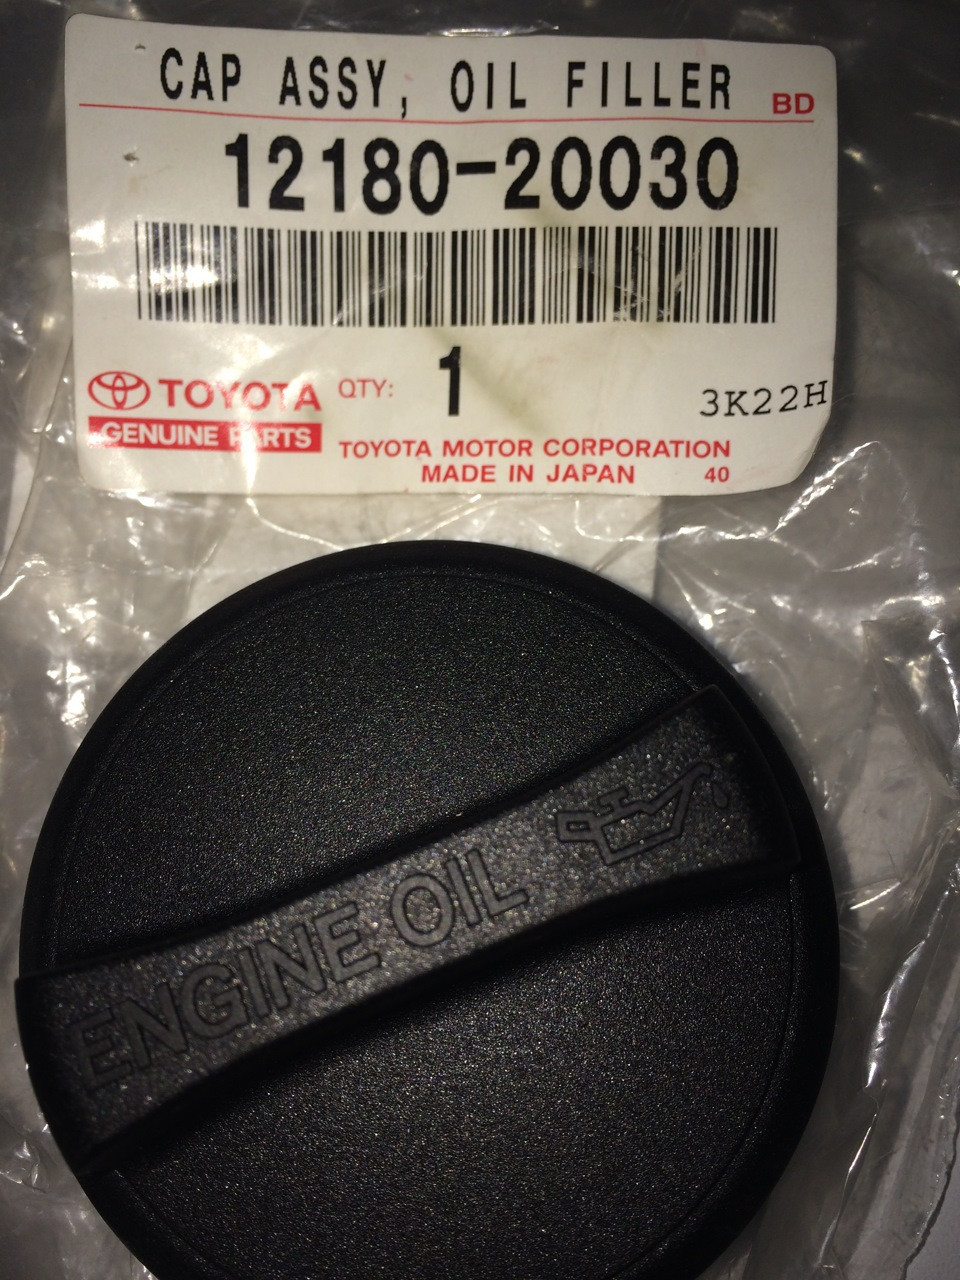 CAP ASSY, OIL FILLER BD
12180-20030
TOYOTA QTY: 1 3K22H
GENUINE PARTS
TOYOTA MOTOR CORPORATION
MADE IN JAPAN 40
ENGINE OIL